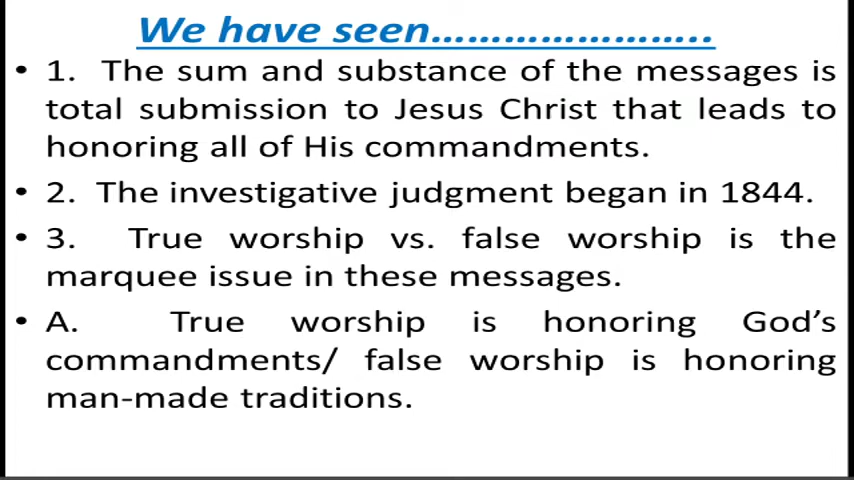 We have seen…………………..
• 1. The sum and substance of the messages is
total submission to Jesus Christ that leads to
honoring all of His commandments.
• 2. The investigative judgment began in 1844.
• 3. True worship vs. false worship is the
marquee issue in these messages.
• A. True worship is honoring God’s
commandments/ false worship is honoring
man-made traditions.